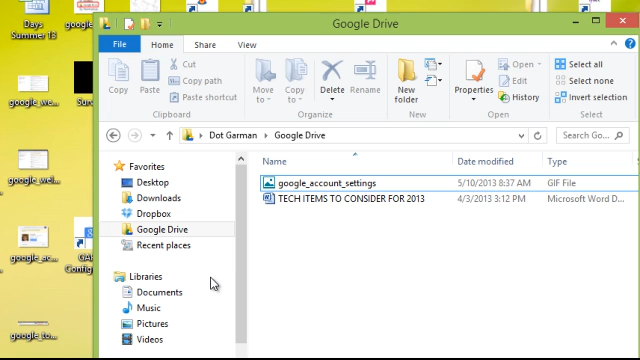 Days
Summer 13
google
google_we...
Sur
google_wei...
google_ac...
Config
google_to...
Google Drive
File
Home
Share
View
Copy
Paste
Cut
Copy path
Paste shortcut
Clipboard
Move
to
Copy
to
Delete
Rename
Organize
New
folder
New
Properties
Open
Edit
History
Open
Select all
Select none
Invert selection
Select
Dot Garman
Google Drive
Search Go...
Favorites
Desktop
Downloads
Dropbox
Google Drive
Recent places
Libraries
Documents
Music
Pictures
Videos
Name
Date modified
Type
google_account_settings
5/10/2013 8:37 AM
GIF File
TECH ITEMS TO CONSIDER FOR 2013
4/3/2013 3:12 PM
Microsoft Word D...